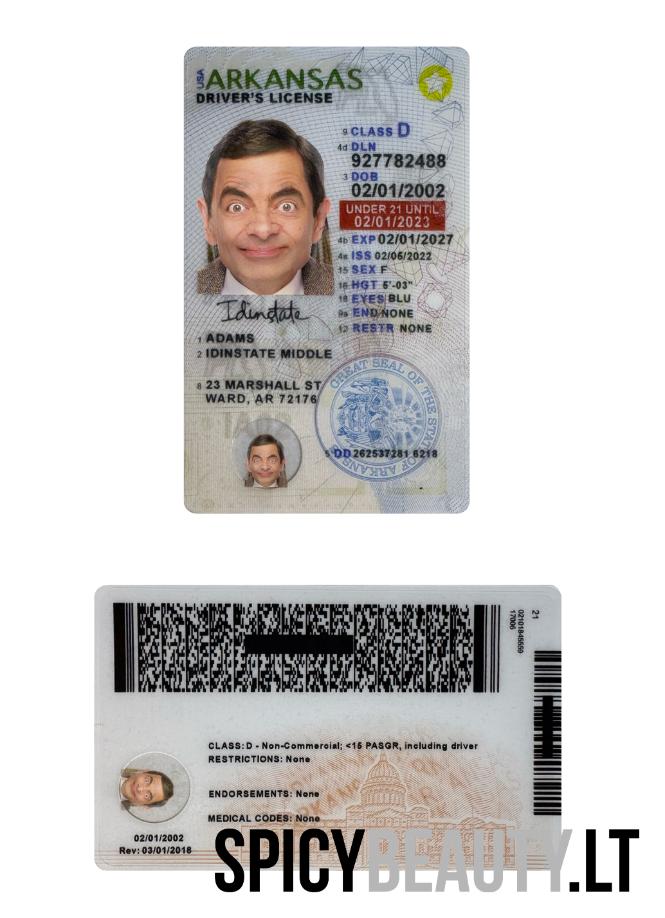 USA
ARKANSAS
DRIVER'S LICENSE
9 CLASS D
4d DLN
927782488
3 DOB
02/01/2002
UNDER 21 UNTIL
02/01/2023
4b EXP 02/01/2027
4a ISS 02/06/2022
15 SEX F
16 HGT 5'-03"
18 EYES BLU
9a END NONE
12 RESTR NONE
Idinstate
1 ADAMS
2 IDINSTATE MIDDLE
8 23 MARSHALL ST
WARD, AR 72176
GREAT SEAL OF THE STATE OF ARKANSAS
5 DD 262537281 6218
21
17006
CLASS: D - Non-Commercial; <15 PASGR, including driver
RESTRICTIONS: None
ENDORSEMENTS: None
MEDICAL CODES: None
02/01/2002
Rev: 03/01/2018
SPICYBEAUTY.LT